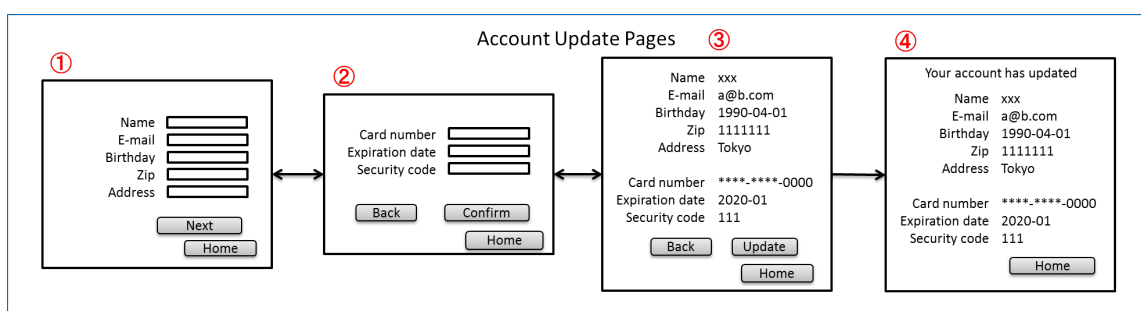 Account Update Pages
①
Name
E-mail
Birthday
Zip
Address
Next
Home
②
Card number
Expiration date
Security code
Back Confirm
Home
③
Name xxx
E-mail a@b.com
Birthday 1990-04-01
Zip 1111111
Address Tokyo
Card number ****-****-0000
Expiration date 2020-01
Security code 111
Back Update
Home
④
Your account has updated
Name xxx
E-mail a@b.com
Birthday 1990-04-01
Zip 1111111
Address Tokyo
Card number ****-****-0000
Expiration date 2020-01
Security code 111
Home